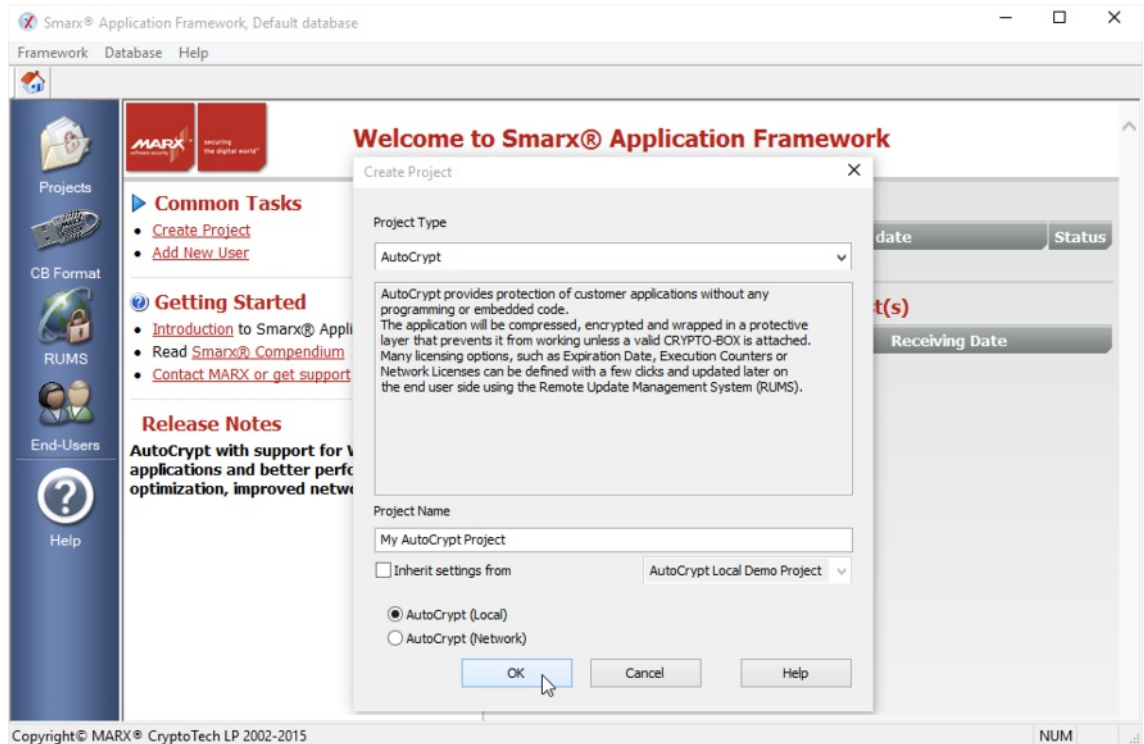 Smarx® Application Framework, Default database
Framework Database Help
Projects
CB Format
RUMS
End-Users
Help
MARX
securing
the digital world™
Welcome to Smarx® Application Framework
Common Tasks
Create Project
Add New User
Getting Started
Introduction to Smarx® Appli
Read Smarx® Compendium
Contact MARX or get support
Release Notes
AutoCrypt with support for
applications and better perfo
optimization, improved netwo
date Status
t(s)
Receiving Date
Create Project
Project Type
AutoCrypt
AutoCrypt provides protection of customer applications without any
programming or embedded code.
The application will be compressed, encrypted and wrapped in a protective
layer that prevents it from working unless a valid CRYPTO-BOX is attached.
Many licensing options, such as Expiration Date, Execution Counters or
Network Licenses can be defined with a few clicks and updated later on
the end user side using the Remote Update Management System (RUMS).
Project Name
My AutoCrypt Project
Inherit settings from AutoCrypt Local Demo Project
AutoCrypt (Local)
AutoCrypt (Network)
OK Cancel Help
Copyright© MARX® CryptoTech LP 2002-2015 NUM